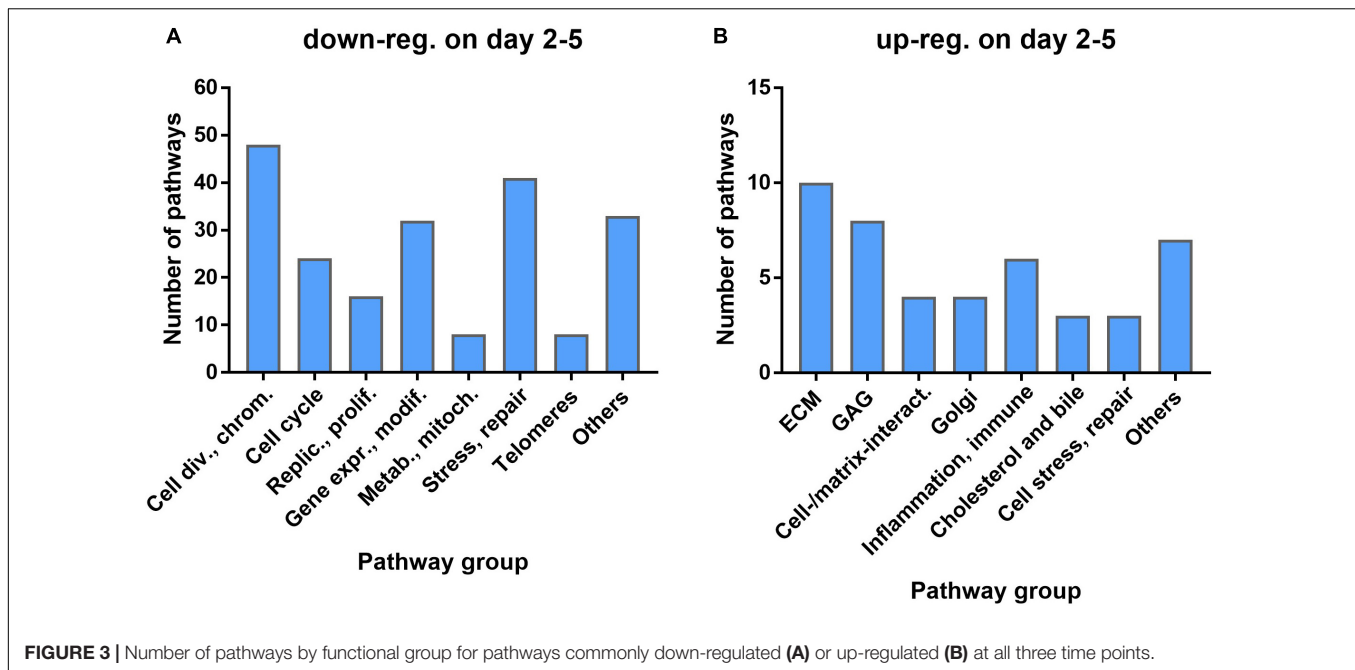 A down-reg. on day 2-5
Number of pathways
60
50
40
30
20
10
0
Cell div., chrom.
Cell cycle
Replic., prolif.
Gene expr., modif.
Metab., mitoch.
Stress, repair
Telomeres
Others
Pathway group
B up-reg. on day 2-5
Number of pathways
15
10
5
0
ECM
GAG
Cell-/matrix-interact.
Golgi
Inflammation, immune
Cholesterol and bile
Cell stress, repair
Others
Pathway group
FIGURE 3 | Number of pathways by functional group for pathways commonly down-regulated (A) or up-regulated (B) at all three time points.